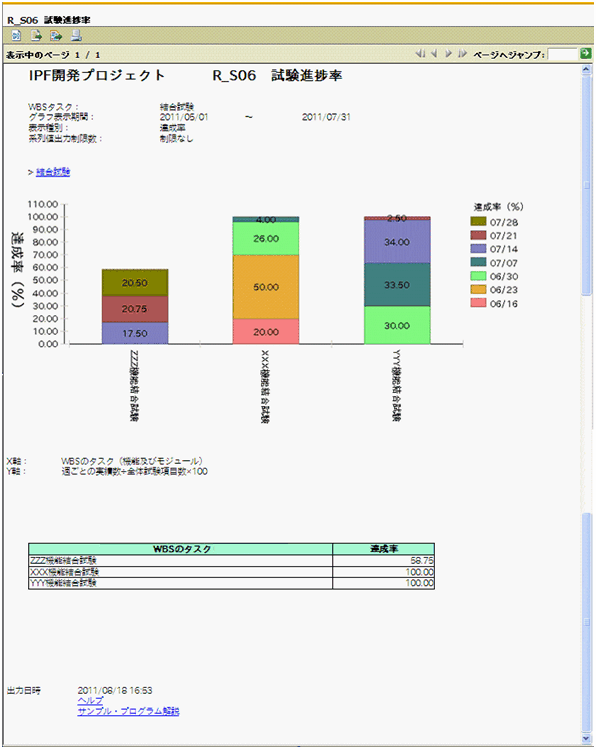 R_S06 試験進捗率
表示中のページ 1 / 1
ページへジャンプ:
IPF開発プロジェクト R_S06 試験進捗率
WBSタスク: 結合試験
グラフ表示期間: 2011/05/01 ～ 2011/07/31
表示種別: 達成率
系列値出力制限数: 制限なし
> 結合試験
達成率 (%)
110.00
100.00
90.00
80.00
70.00
60.00
50.00
40.00
30.00
20.00
10.00
0.00
20.50
20.75
17.50
4.00
26.00
50.00
20.00
2.50
34.00
33.50
30.00
ZZZ機能結合試験
XXX機能結合試験
YYY機能結合試験
達成率 (%)
07/28
07/21
07/14
07/07
06/30
06/23
06/16
X軸: WBSのタスク (機能及びモジュール)
Y軸: 週ごとの実績数÷全体試験項目数×100
WBSのタスク 達成率
ZZZ機能結合試験 58.75
XXX機能結合試験 100.00
YYY機能結合試験 100.00
出力日時 2011/08/18 16:53
ヘルプ
サンプル・プログラム解説